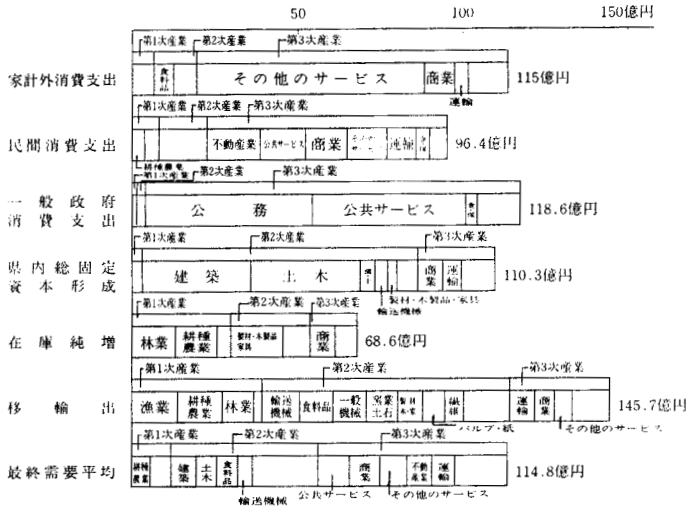 50 100 150億円
第1次産業 第2次産業 第3次産業
家計外消費支出 食料品 その他のサービス 商業 115億円
運輸
第1次産業 第2次産業 第3次産業
民間消費支出 不動産業 公共サービス 商業 運輸 96.4億円
耕種農業
第1次産業 第2次産業 第3次産業
一般政府
消費支出 公務 公共サービス 118.6億円
第1次産業 第2次産業 第3次産業
県内総固定
資本形成 建築 土木 商業 運輸 110.3億円
製材・木製品・家具
輸送機械
第1次産業 第2次産業 第3次産業
在庫純増 林業 耕種農業 製材・木製品家具 商業 68.6億円
第1次産業 第2次産業 第3次産業
移輸出 漁業 耕種農業 林業 輸送機械 食料品 一般機械 窯業土石 製材木・家 繊維 運輸 商業 145.7億円
パルプ・紙 その他のサービス
第1次産業 第2次産業 第3次産業
最終需要平均 耕種農業 建築 土木 食料品 商業 不動産業 運輸 114.8億円
輸送機械 公共サービス その他のサービス